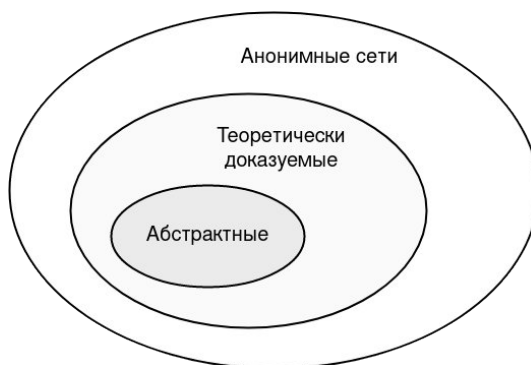 Анонимные сети
Теоретически
доказуемые
Абстрактные